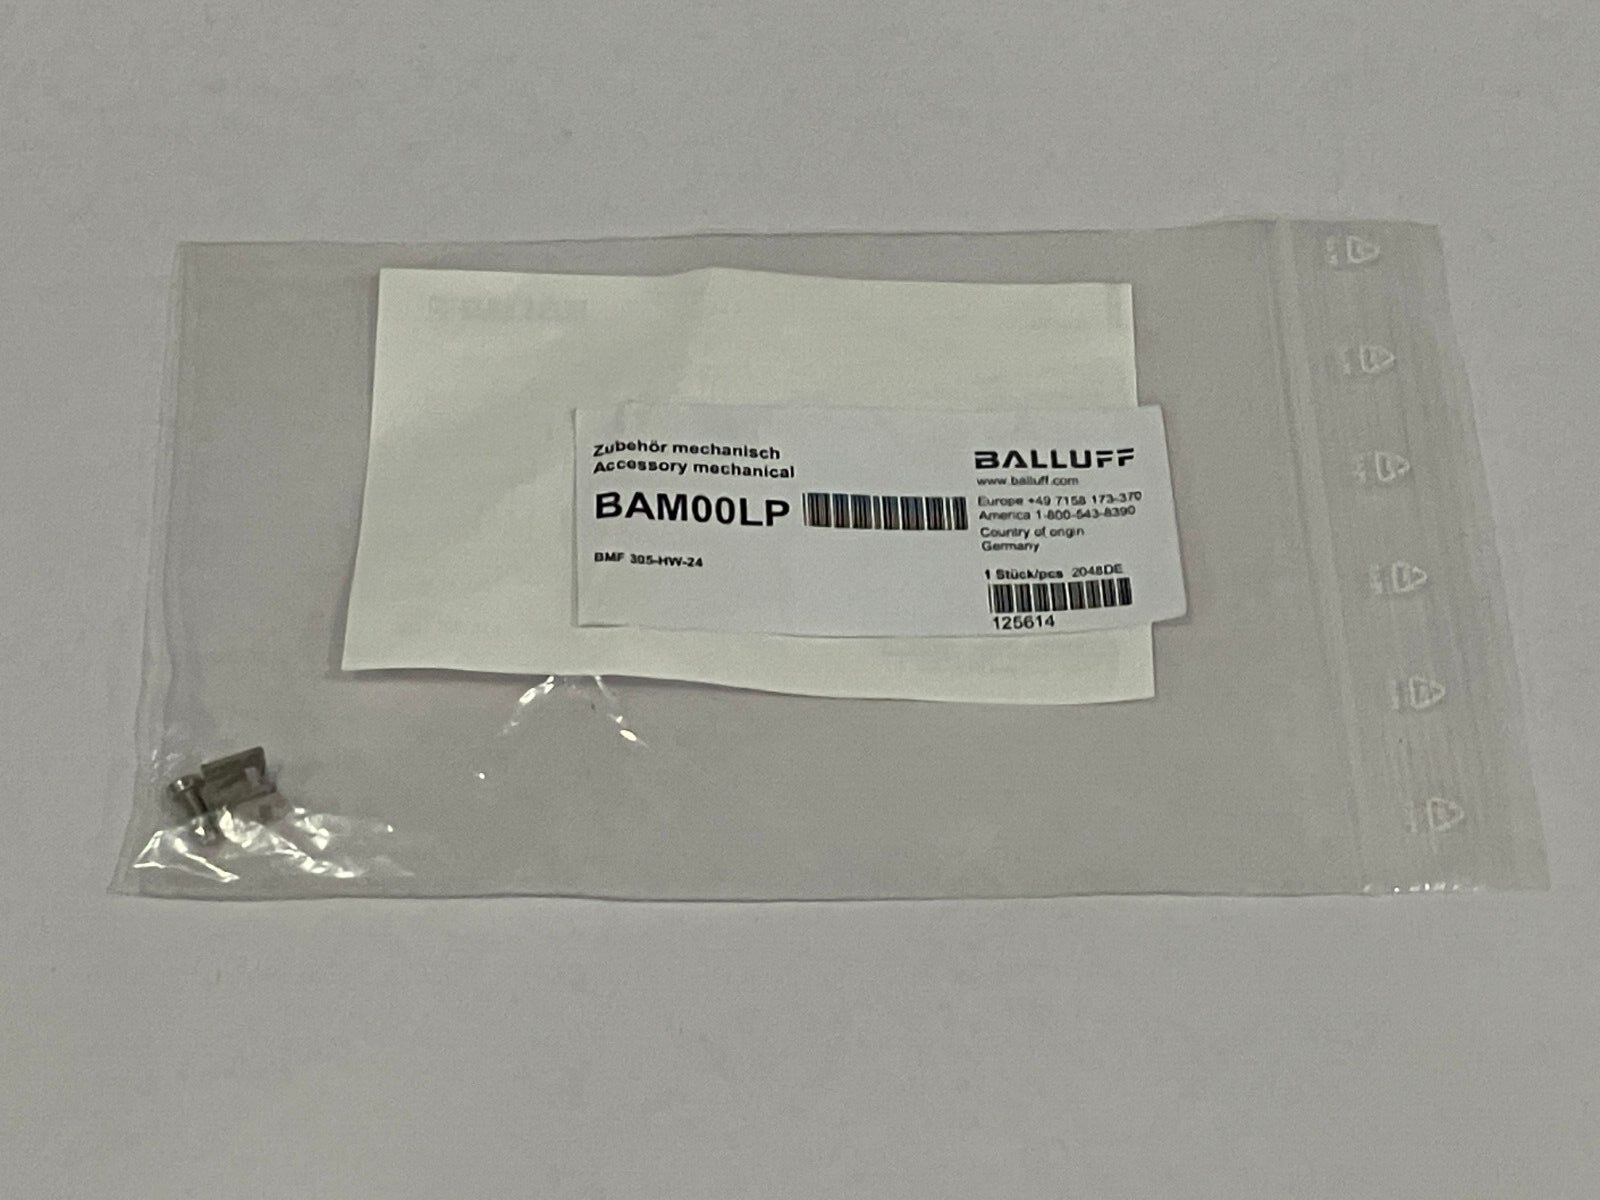 Zubehör mechanisch
Accessory mechanical
BAM00LP
BMF 305-HW-24
BALLUFF
www.balluff.com
Europe +49 7158 173-370
America 1-800-543-8390
Country of origin
Germany
1 Stück/pcs 2048DE
125614